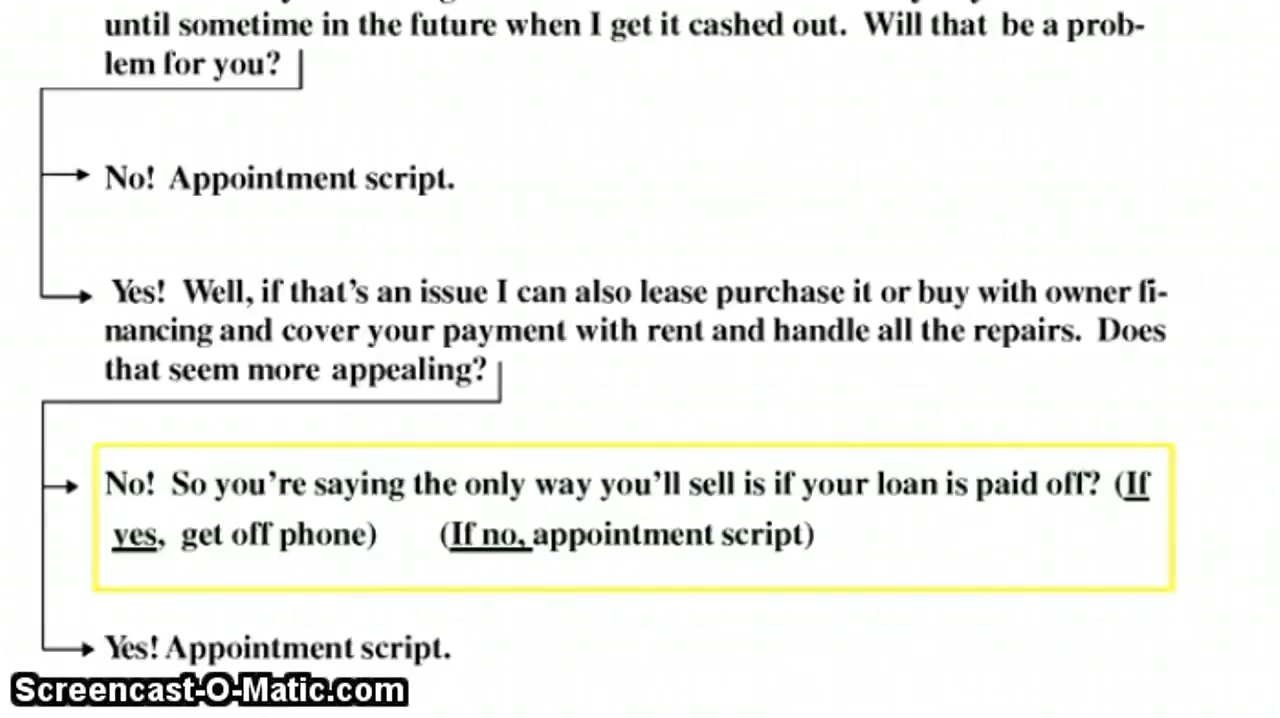 until sometime in the future when I get it cashed out.  Will that  be a prob-
lem for you?
No!  Appointment script.
Yes!  Well, if that's an issue I can also lease purchase it or buy with owner fi-
nancing and cover your payment with rent and handle all the repairs.  Does
that seem more appealing?
No!  So you're saying the only way you'll sell is if your loan is paid off? (If
yes,  get off phone)       (If no, appointment script)
Yes! Appointment script.
Screencast-O-Matic.com